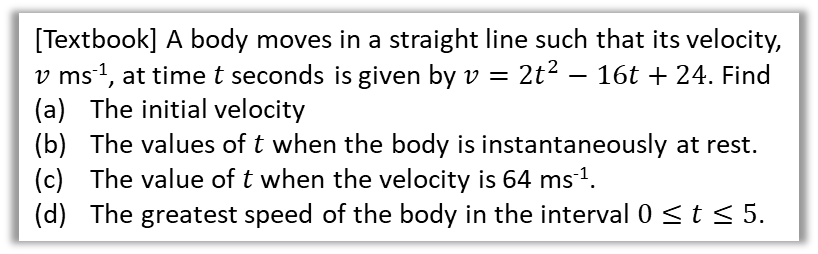 [Textbook] A body moves in a straight line such that its velocity,
v ms⁻¹, at time t seconds is given by v = 2t² − 16t + 24. Find
(a) The initial velocity
(b) The values of t when the body is instantaneously at rest.
(c) The value of t when the velocity is 64 ms⁻¹.
(d) The greatest speed of the body in the interval 0 ≤ t ≤ 5.